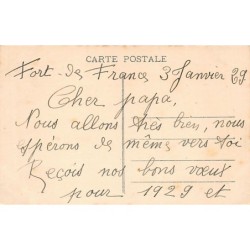 CARTE POSTALE
Fort-de France 3 Janvier 29
Cher papa,
Nous allons très bien, nous
espérons de même vers toi
Reçois nos bons vœux
pour 1929 et